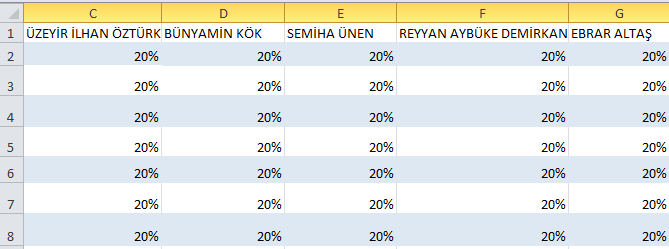 C D E F G
1 ÜZEYİR İLHAN ÖZTÜRK BÜNYAMİN KÖK SEMİHA ÜNEN REYYAN AYBÜKE DEMİRKAN EBRAR ALTAŞ
2 20% 20% 20% 20% 20%
3 20% 20% 20% 20% 20%
4 20% 20% 20% 20% 20%
5 20% 20% 20% 20% 20%
6 20% 20% 20% 20% 20%
7 20% 20% 20% 20% 20%
8 20% 20% 20% 20% 20%